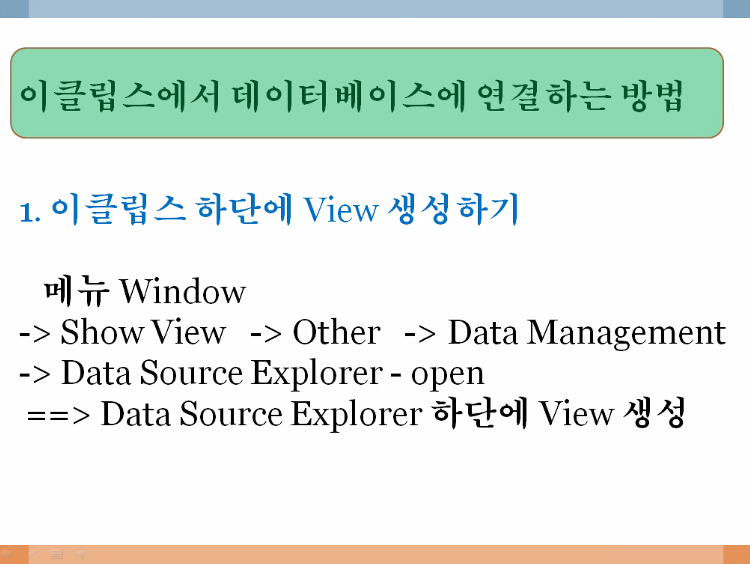 이클립스에서 데이터베이스에 연결하는 방법
1. 이클립스 하단에 View 생성하기
메뉴 Window
-> Show View -> Other -> Data Management
-> Data Source Explorer - open
==> Data Source Explorer 하단에 View 생성